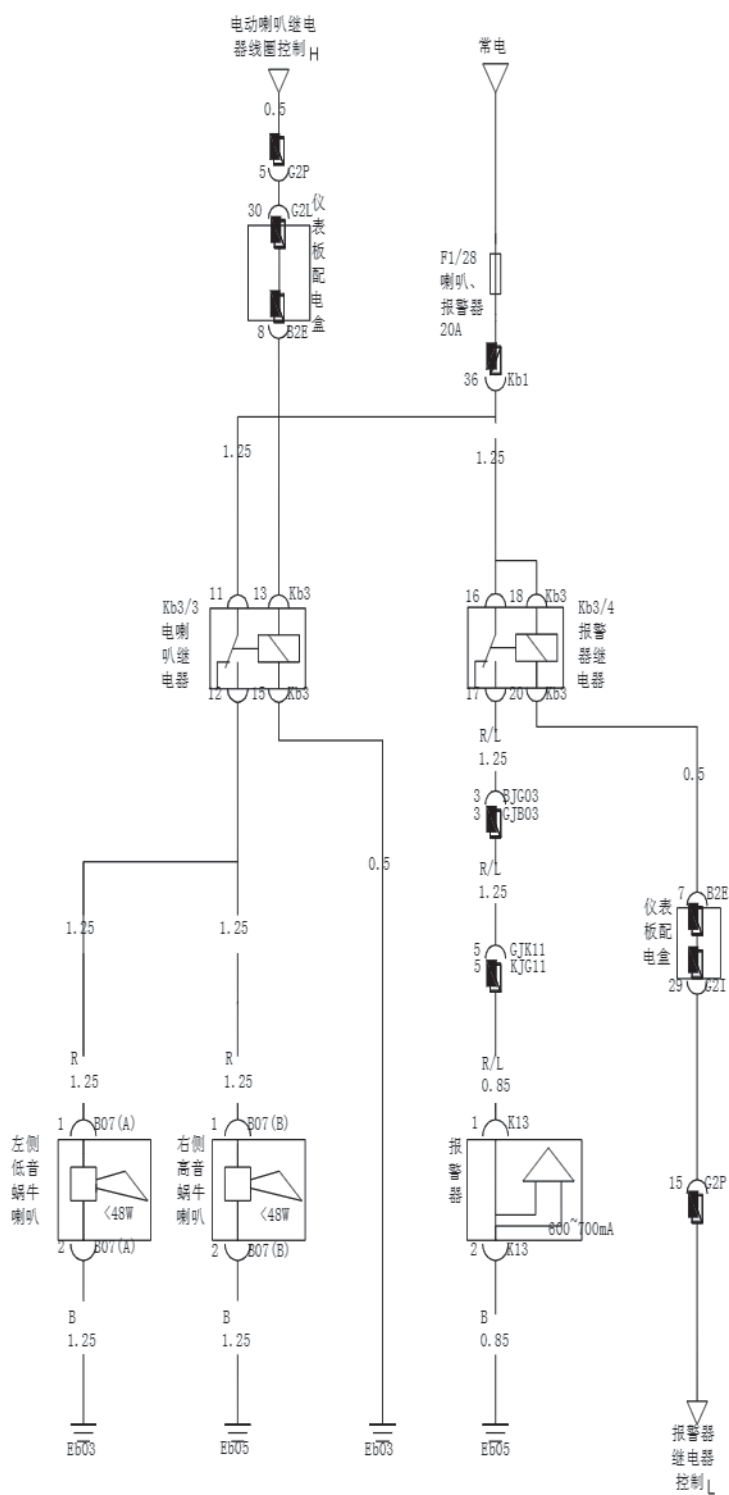 电动喇叭继电
器线圈控制H
常电
0.5
5 G2P
30 G2L
仪表板配电盒
8 B2E
F1/28
喇叭、
报警器
20A
36 Kb1
1.25
1.25
11 13 Kb3
Kb3/3
电喇
叭继
电器
12 15 Kb3
16 18 Kb3
Kb3/4
报警
器继
电器
17 20 Kb3
R/L
1.25
0.5
3 BJG03
3 GJB03
R/L
1.25
0.5
1.25
1.25
7 B2E
仪表
板配
电盒
29 G2I
5 GJK11
5 KJG11
R
1.25
R
1.25
R/L
0.85
1 B07(A)
左侧
低音
蜗牛
喇叭
<48W
2 B07(A)
1 B07(B)
右侧
高音
蜗牛
喇叭
<48W
2 B07(B)
1 K13
报警器
600~700mA
2 K13
15 G2P
B
1.25
B
1.25
B
0.85
Eb03
Eb05
Eb03
Eb05
报警器
继电器
控制L